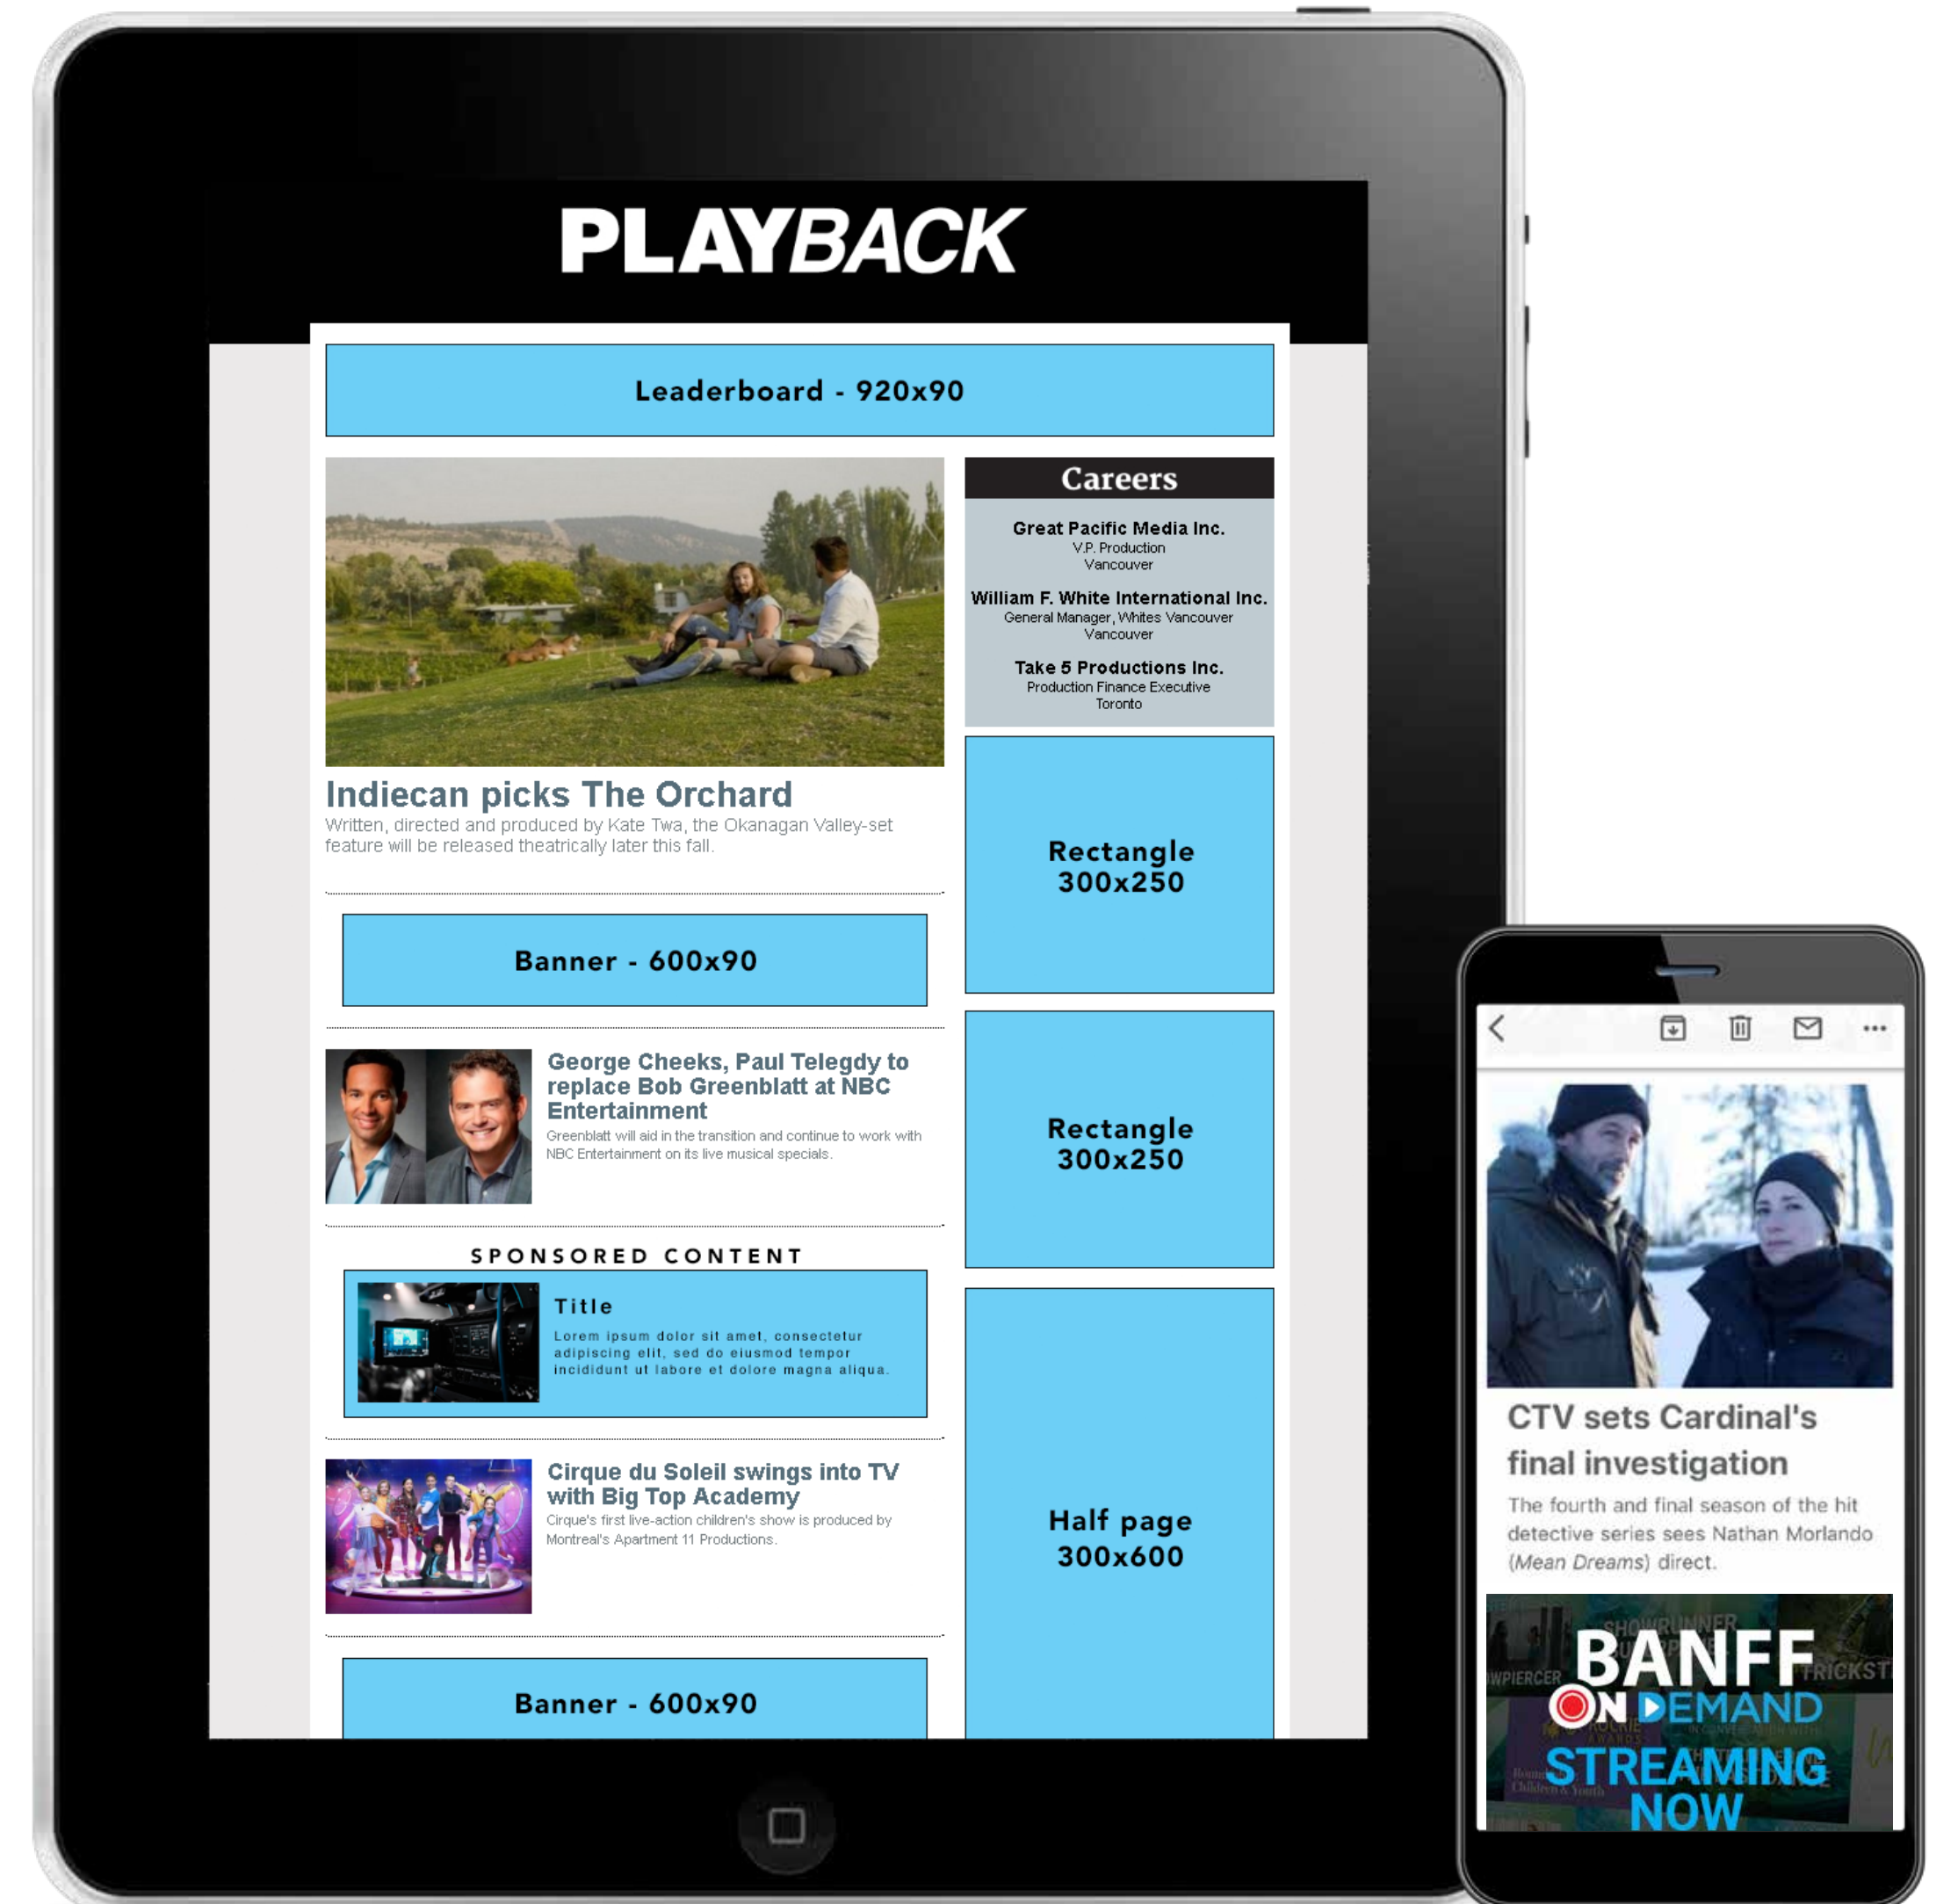 PLAYBACK
Leaderboard - 920x90
Indiecan picks The Orchard
Written, directed and produced by Kate Twa, the Okanagan Valley-set
feature will be released theatrically later this fall.
Banner - 600x90
George Cheeks, Paul Telegdy to
replace Bob Greenblatt at NBC
Entertainment
Greenblatt will aid in the transition and continue to work with
NBC Entertainment on its live musical specials.
SPONSORED CONTENT
Title
Lorem ipsum dolor sit amet, consectetur
adipiscing elit, sed do eiusmod tempor
incididunt ut labore et dolore magna aliqua.
Cirque du Soleil swings into TV
with Big Top Academy
Cirque's first live-action children's show is produced by
Montreal's Apartment 11 Productions.
Banner - 600x90
Careers
Great Pacific Media Inc.
V.P. Production
Vancouver
William F. White International Inc.
General Manager, Whites Vancouver
Vancouver
Take 5 Productions Inc.
Production Finance Executive
Toronto
Rectangle
300x250
Rectangle
300x250
Half page
300x600
CTV sets Cardinal's
final investigation
The fourth and final season of the hit
detective series sees Nathan Morlando
(Mean Dreams) direct.
SHOWRUNNER
BANFF
ON DEMAND
STREAMING
NOW